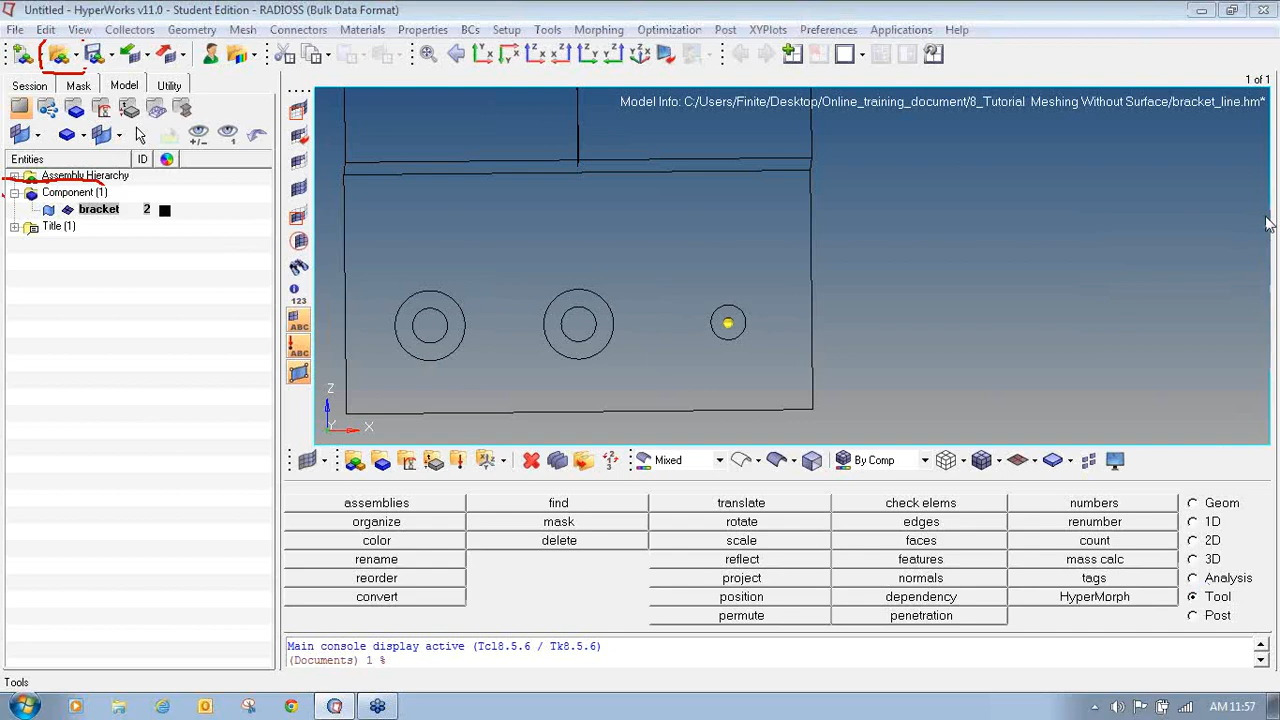 Untitled - HyperWorks v11.0 - Student Edition - RADIOSS (Bulk Data Format)
File Edit View Collectors Geometry Mesh Connectors Materials Properties BCs Setup Tools Morphing Optimization Post XYPlots Preferences Applications Help
Session Mask Model Utility
1 of 1
Model Info: C:/Users/Finite/Desktop/Online_training_document/8_Tutorial Meshing Without Surface/bracket_line.hm*
Entities ID
Assembly Hierarchy
Component (1)
bracket 2
Title (1)
123
ABC
ABC
Z
Y X
Mixed
By Comp
assemblies find translate check elems numbers Geom
organize mask rotate edges renumber 1D
color delete scale faces count 2D
rename reflect features mass calc 3D
reorder project normals tags Analysis
convert position dependency HyperMorph Tool
permute penetration Post
Main console display active (Tcl8.5.6 / Tk8.5.6)
(Documents) 1 %
Tools
AM 11:57